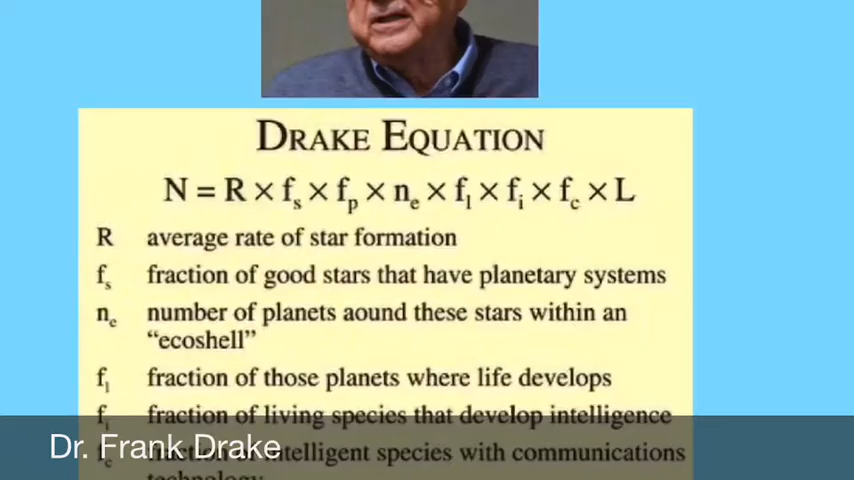 DRAKE EQUATION
N = R × fs × fp × ne × fl × fi × fc × L
R average rate of star formation
fs fraction of good stars that have planetary systems
ne number of planets aound these stars within an
“ecoshell”
fl fraction of those planets where life develops
fi fraction of living species that develop intelligence
fc intelligent species with communications
technology
Dr. Frank Drake